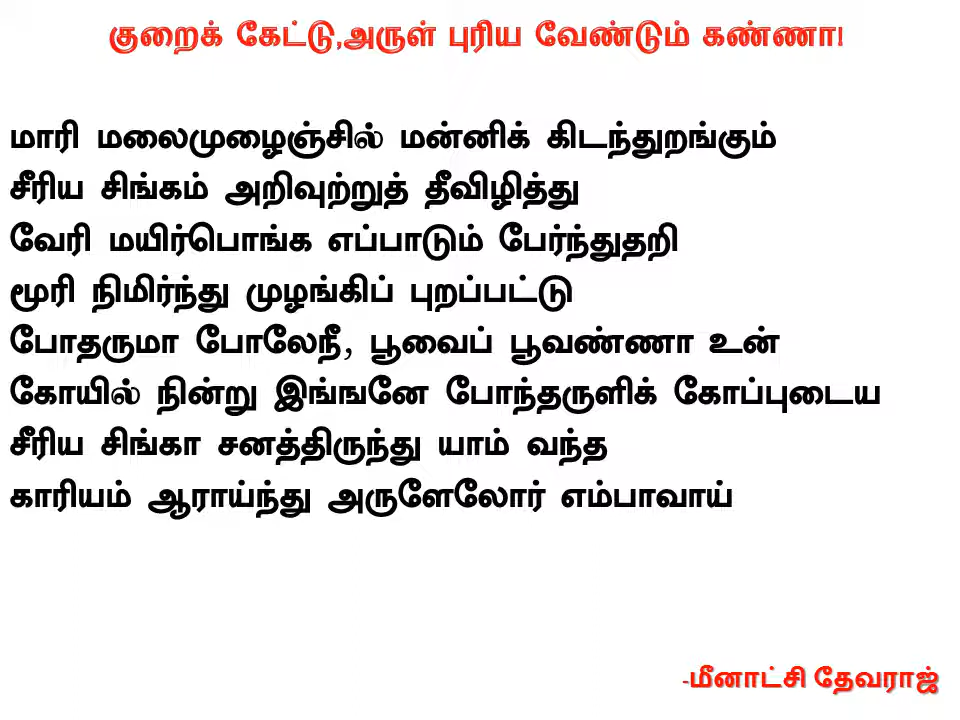 குறைக் கேட்டு,அருள் புரிய வேண்டும் கண்ணா!
மாரி மலைமுழைஞ்சில் மன்னிக் கிடந்துறங்கும்
சீரிய சிங்கம் அறிவுற்றுத் தீவிழித்து
வேரி மயிர்பொங்க எப்பாடும் பேர்ந்துதறி
மூரி நிமிர்ந்து முழங்கிப் புறப்பட்டு
போதருமா போலேநீ, பூவைப் பூவண்ணா உன்
கோயில் நின்று இங்ஙனே போந்தருளிக் கோப்புடைய
சீரிய சிங்கா சனத்திருந்து யாம் வந்த
காரியம் ஆராய்ந்து அருளேலோர் எம்பாவாய்
-மீனாட்சி தேவராஜ்